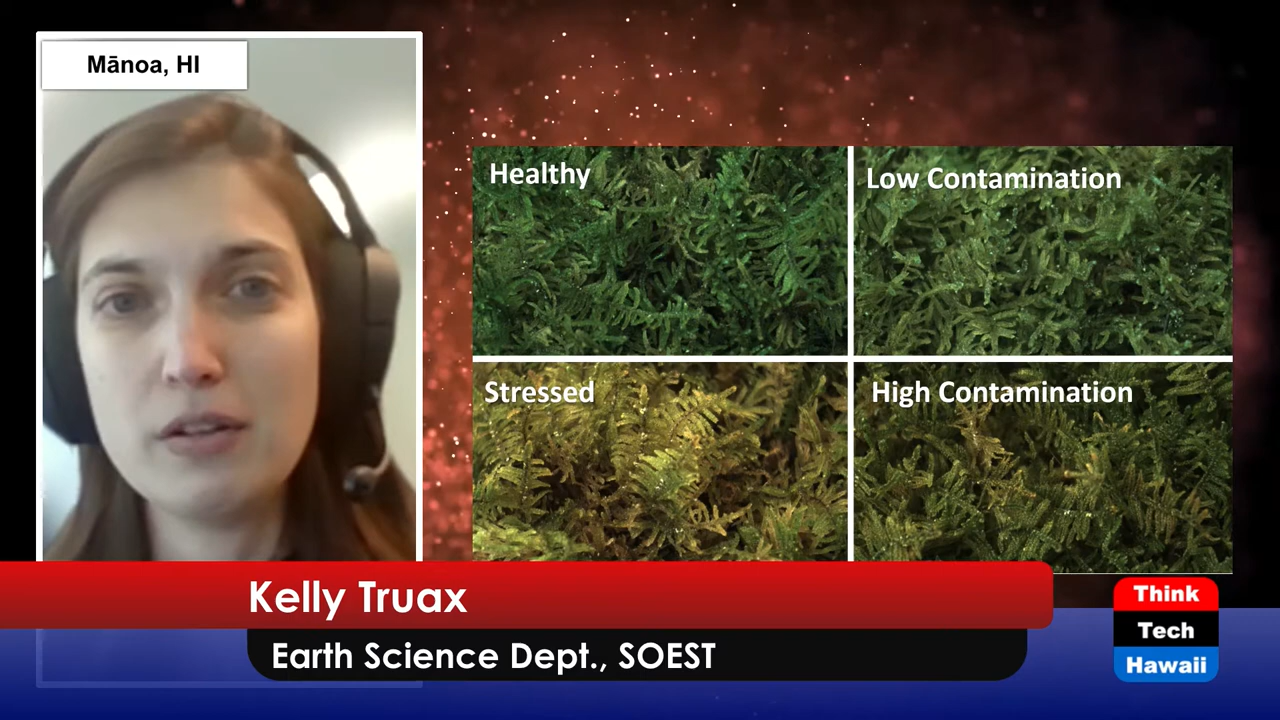 Mānoa, HI
Healthy
Low Contamination
Stressed
High Contamination
Kelly Truax
Earth Science Dept., SOEST
Think
Tech
Hawaii